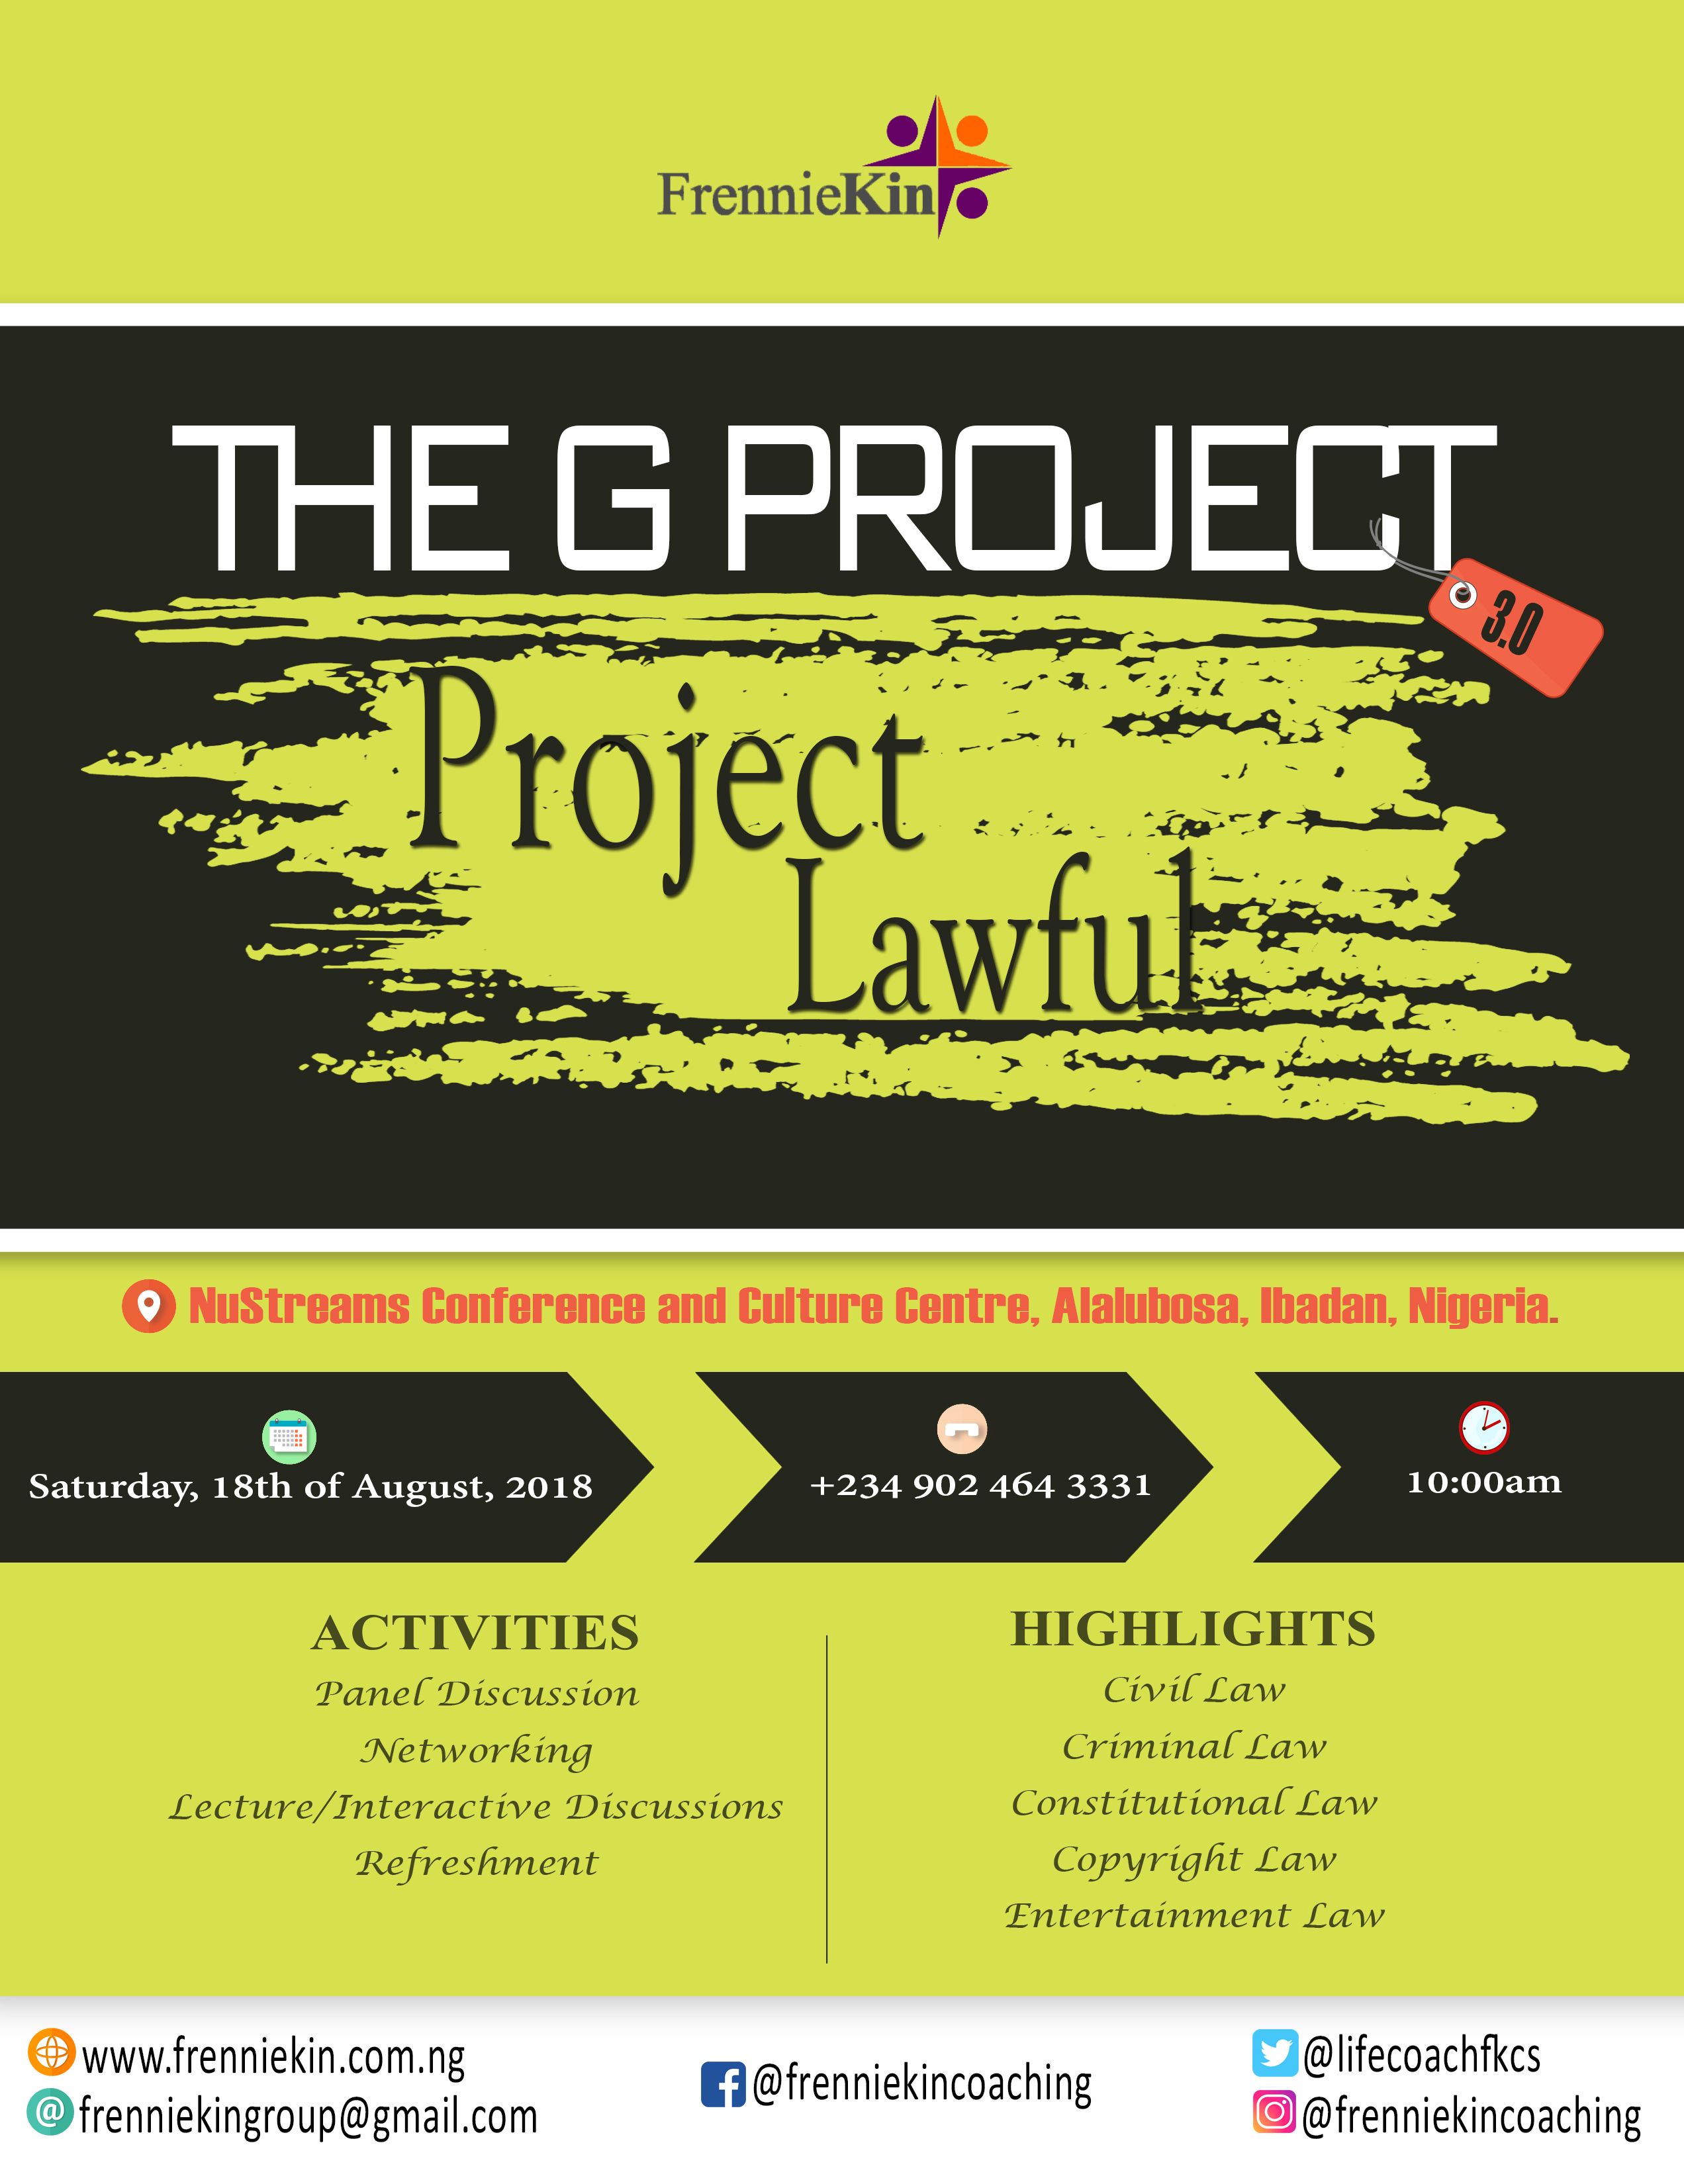 FrennieKin
THE G PROJECT
3.0
Project
Lawful
NuStreams Conference and Culture Centre, Alalubosa, Ibadan, Nigeria.
Saturday, 18th of August, 2018
+234 902 464 3331
10:00am
ACTIVITIES
Panel Discussion
Networking
Lecture/Interactive Discussions
Refreshment
HIGHLIGHTS
Civil Law
Criminal Law
Constitutional Law
Copyright Law
Entertainment Law
www.frenniekin.com.ng
frenniekingroup@gmail.com
@frenniekincoaching
@lifecoachfkcs
@frenniekincoaching